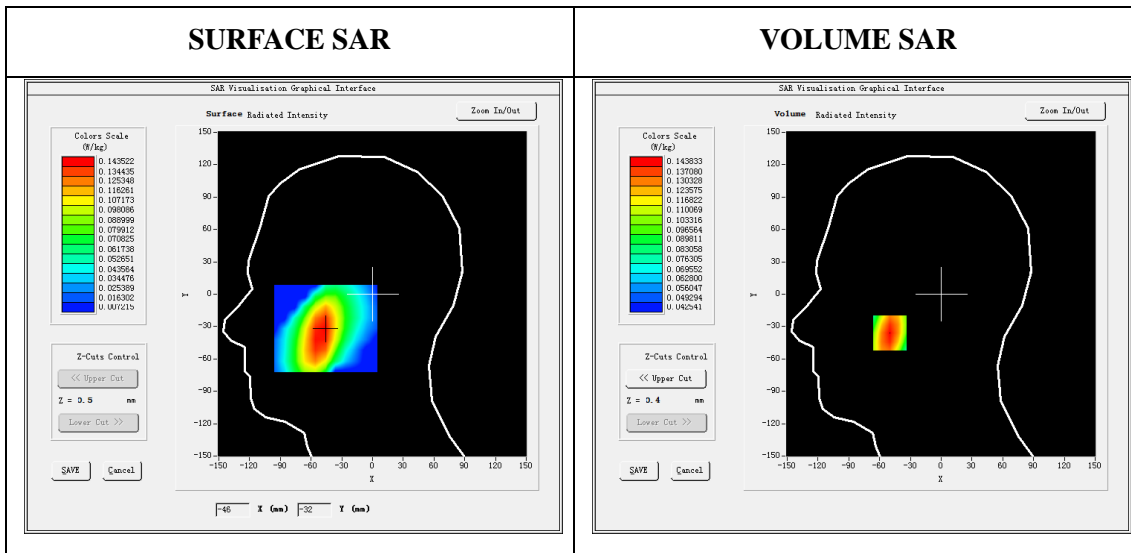 SURFACE SAR
VOLUME SAR
SAR Visualisation Graphical Interface
Surface Radiated Intensity
Zoom In/Out
Colors Scale
(W/kg)
0.143522
0.134435
0.125348
0.116261
0.107173
0.098086
0.088999
0.079912
0.070825
0.061738
0.052651
0.043564
0.034476
0.025389
0.016302
0.007215
Z-Cuts Control
<< Upper Cut
Z = 0.5 mm
Lower Cut >>
SAVE Cancel
150
120
90
60
30
0
-30
-60
-90
-120
-150
Y
-150 -120 -90 -60 -30 0 30 60 90 120 150
X
-46 X (mm) -32 Y (mm)
SAR Visualisation Graphical Interface
Volume Radiated Intensity
Zoom In/Out
Colors Scale
(W/kg)
0.143833
0.137080
0.130328
0.123575
0.116822
0.110069
0.103316
0.096564
0.089811
0.083058
0.076305
0.069552
0.062800
0.056047
0.049294
0.042541
Z-Cuts Control
<< Upper Cut
Z = 0.4 mm
Lower Cut >>
SAVE Cancel
150
120
90
60
30
0
-30
-60
-90
-120
-150
Y
-150 -120 -90 -60 -30 0 30 60 90 120 150
X